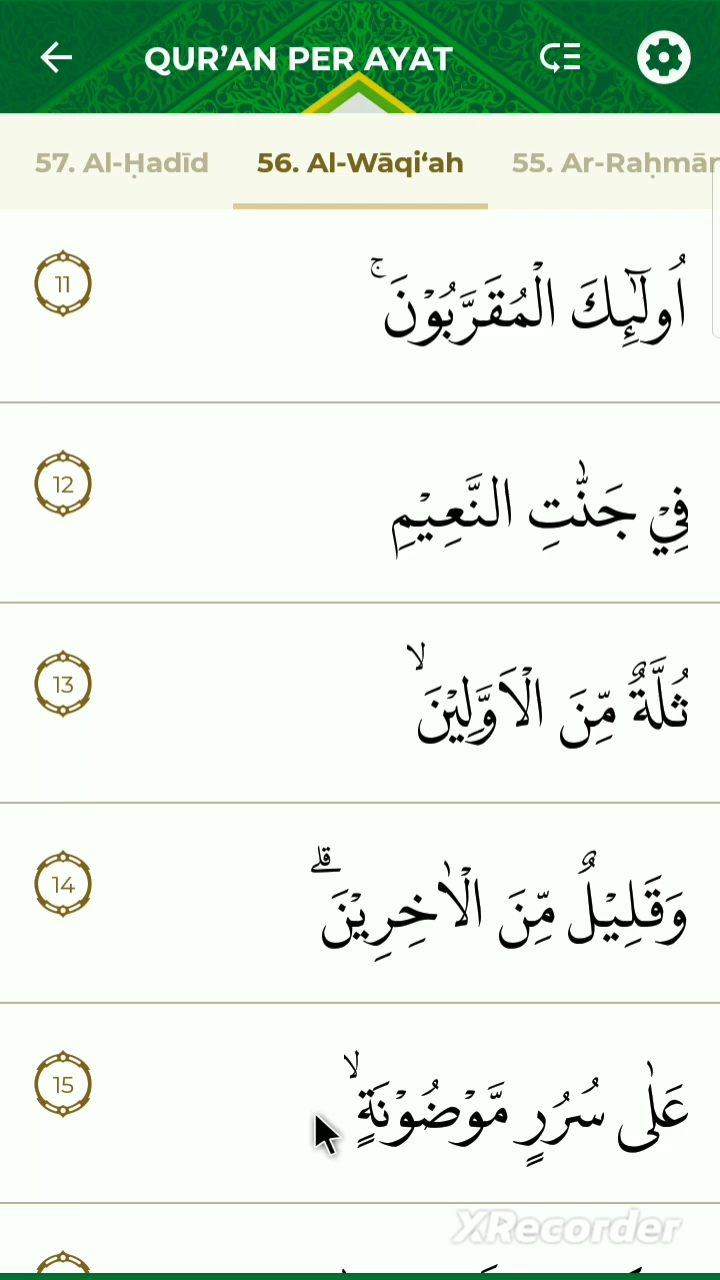 QUR'AN PER AYAT
57. Al-Ḥadīd 56. Al-Wāqi‘ah 55. Ar-Raḥmān
11
اُولٰۤىِٕكَ الْمُقَرَّبُوْنَۚ
12
فِيْ جَنّٰتِ النَّعِيْمِ
13
ثُلَّةٌ مِّنَ الْاَوَّلِيْنَۙ
14
وَقَلِيْلٌ مِّنَ الْاٰخِرِيْنَۗ
15
عَلٰى سُرُرٍ مَّوْضُوْنَةٍۙ
XRecorder